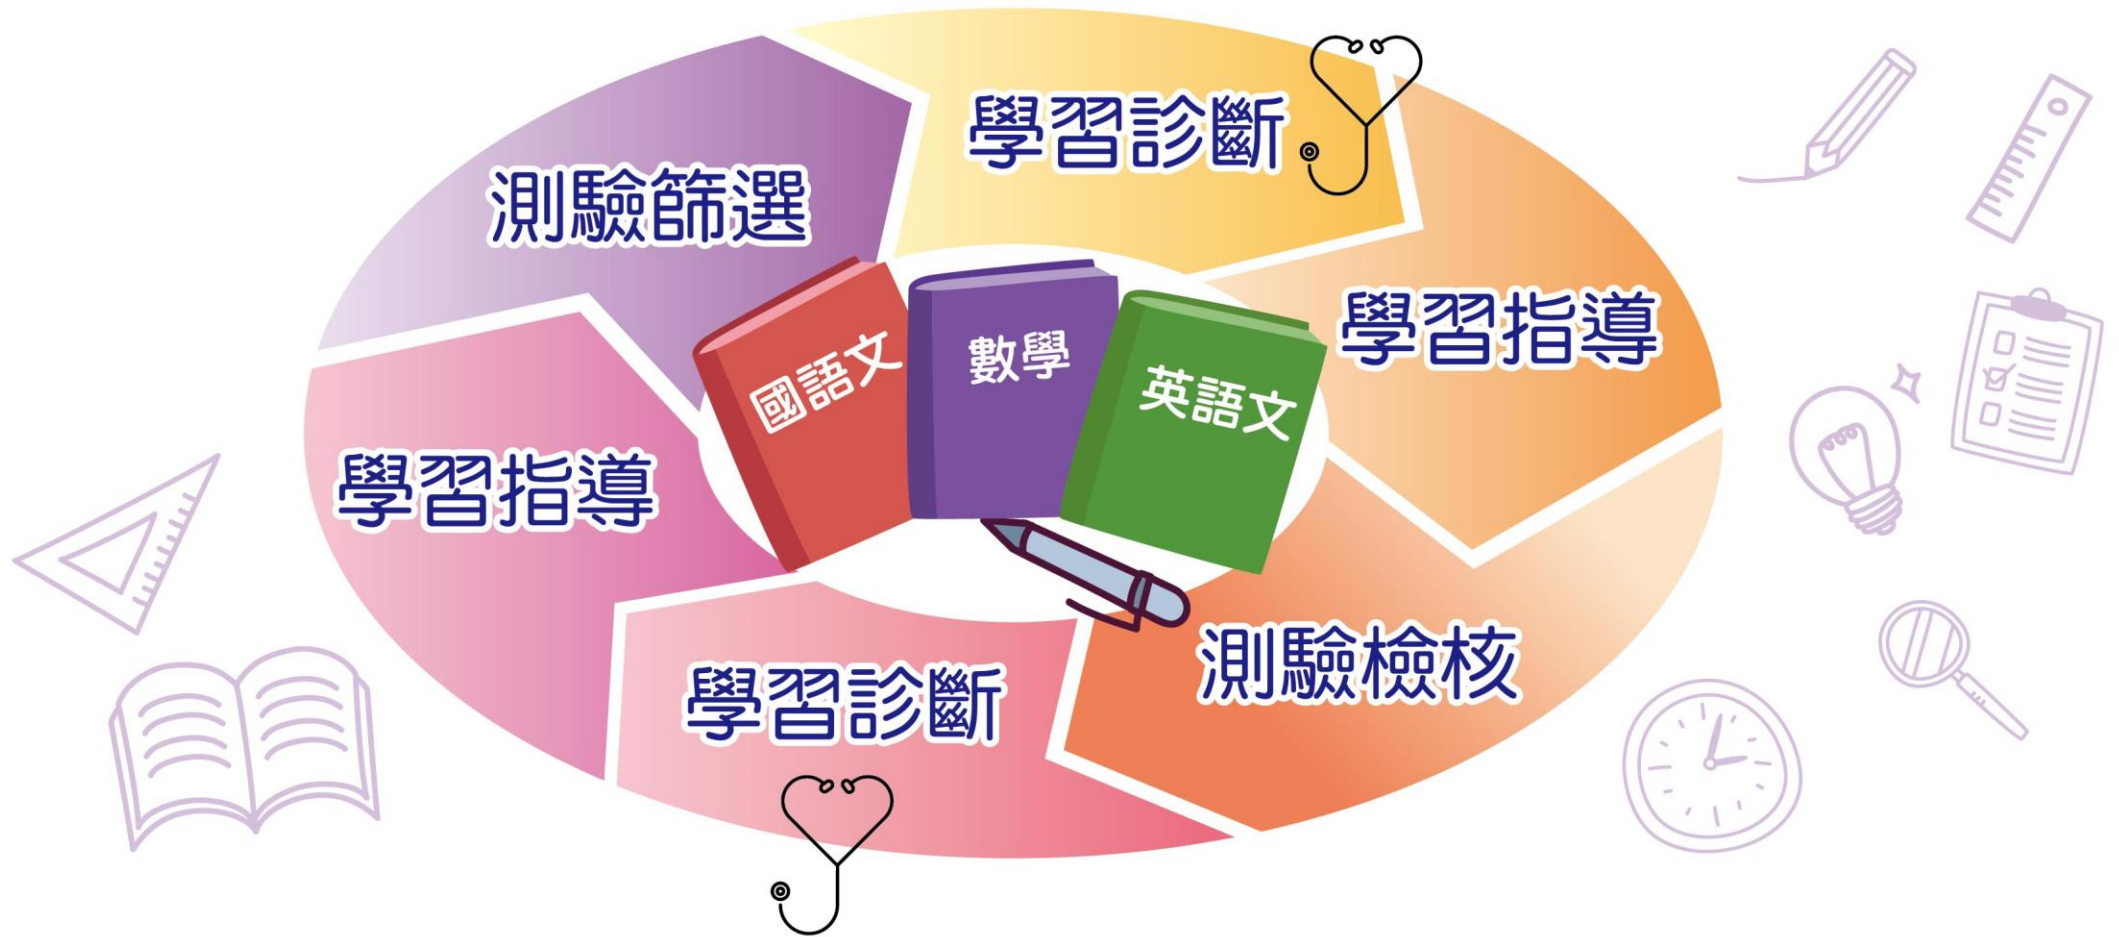 測驗篩選
學習診斷
學習指導
測驗檢核
學習診斷
學習指導
國語文
數學
英語文